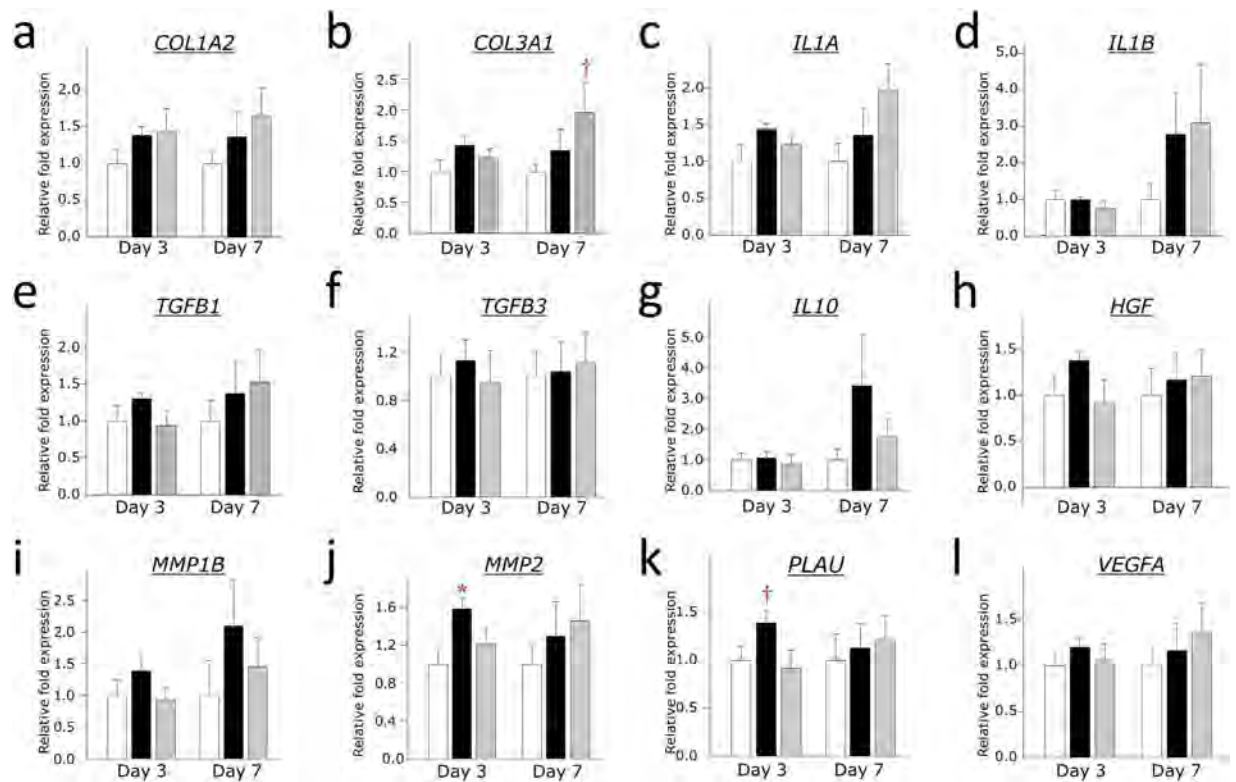 a COL1A2
Relative fold expression
2.0
1.5
1.0
0.5
0.0
Day 3 Day 7
b COL3A1
†
Relative fold expression
2.5
2.0
1.5
1.0
0.5
0.0
Day 3 Day 7
c IL1A
Relative fold expression
2.0
1.5
1.0
0.5
0.0
Day 3 Day 7
d IL1B
Relative fold expression
5.0
4.0
3.0
2.0
1.0
0.0
Day 3 Day 7
e TGFB1
Relative fold expression
2.0
1.5
1.0
0.5
0.0
Day 3 Day 7
f TGFB3
Relative fold expression
1.2
0.8
0.4
0.0
Day 3 Day 7
g IL10
Relative fold expression
5.0
4.0
3.0
2.0
1.0
0.0
Day 3 Day 7
h HGF
Relative fold expression
1.5
1.0
0.5
0.0
Day 3 Day 7
i MMP1B
Relative fold expression
2.5
2.0
1.5
1.0
0.5
0.0
Day 3 Day 7
j MMP2
*
Relative fold expression
1.6
1.2
0.8
0.4
0.0
Day 3 Day 7
k PLAU
†
Relative fold expression
1.5
1.0
0.5
0.0
Day 3 Day 7
l VEGFA
Relative fold expression
1.5
1.0
0.5
0.0
Day 3 Day 7